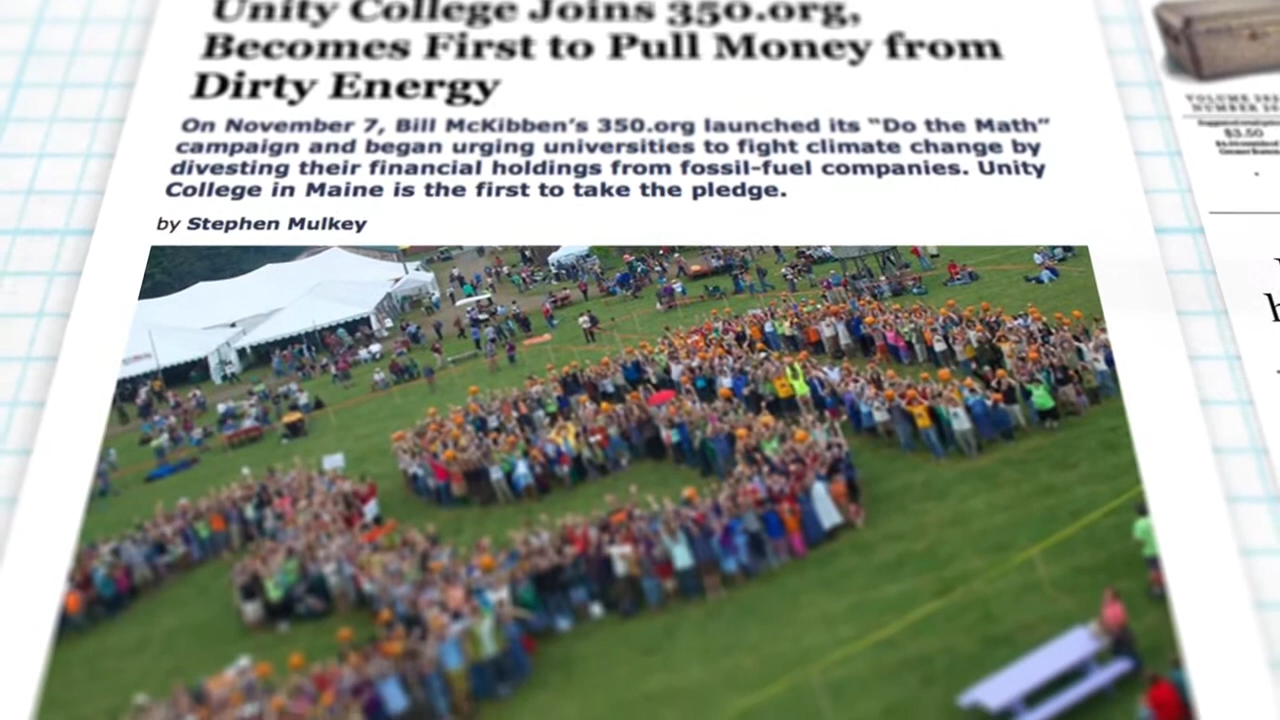 Unity College Joins 350.org,
Becomes First to Pull Money from
Dirty Energy
On November 7, Bill McKibben's 350.org launched its “Do the Math”
campaign and began urging universities to fight climate change by
divesting their financial holdings from fossil-fuel companies. Unity
College in Maine is the first to take the pledge.
by Stephen Mulkey
$3.50